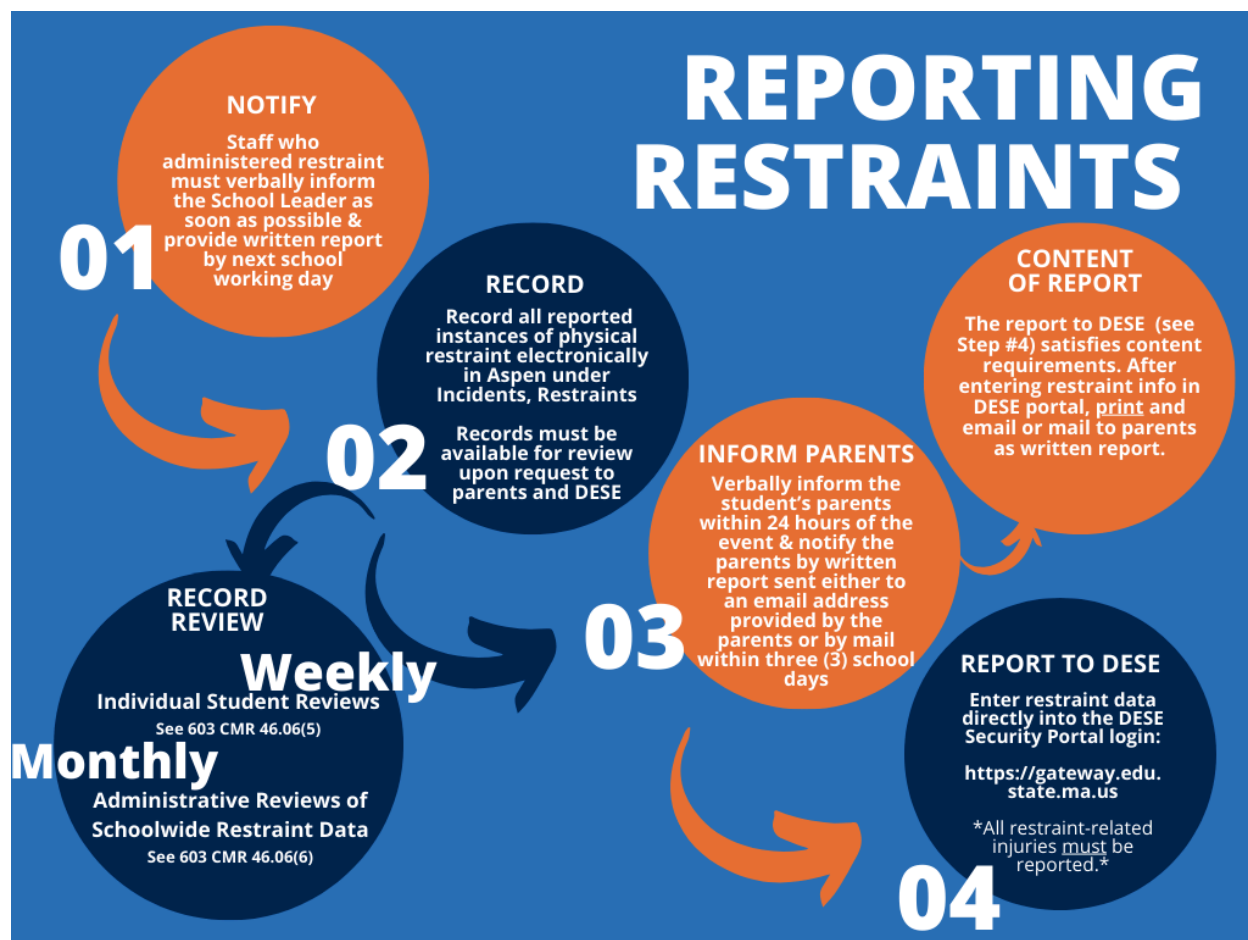 REPORTING
RESTRAINTS
NOTIFY
Staff who
administered restraint
must verbally inform
the School Leader as
soon as possible &
provide written report
by next school
working day
01
RECORD
Record all reported
instances of physical
restraint electronically
in Aspen under
Incidents, Restraints
Records must be
available for review
upon request to
parents and DESE
02
RECORD
REVIEW
Weekly
Individual Student Reviews
See 603 CMR 46.06(5)
Monthly
Administrative Reviews of
Schoolwide Restraint Data
See 603 CMR 46.06(6)
INFORM PARENTS
Verbally inform the
student’s parents
within 24 hours of the
event & notify the
parents by written
report sent either to
an email address
provided by the
parents or by mail
within three (3) school
days
03
CONTENT
OF REPORT
The report to DESE (see
Step #4) satisfies content
requirements. After
entering restraint info in
DESE portal, print and
email or mail to parents
as written report.
REPORT TO DESE
Enter restraint data
directly into the DESE
Security Portal login:
https://gateway.edu.
state.ma.us
*All restraint-related
injuries must be
reported.*
04